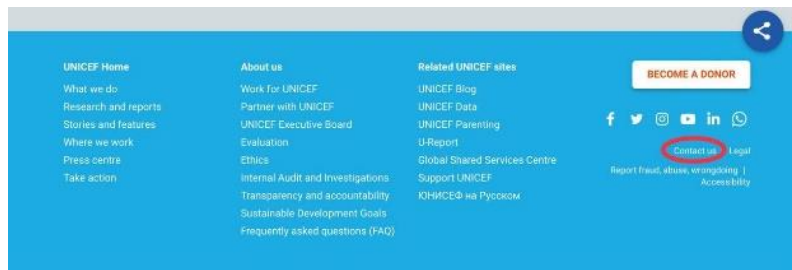 UNICEF Home
What we do
Research and reports
Stories and features
Where we work
Press centre
Take action
About us
Work for UNICEF
Partner with UNICEF
UNICEF Executive Board
Evaluation
Ethics
Internal Audit and Investigations
Transparency and accountability
Sustainable Development Goals
Frequently asked questions (FAQ)
Related UNICEF sites
UNICEF Blog
UNICEF Data
UNICEF Parenting
U-Report
Global Shared Services Centre
Support UNICEF
ЮНИСЕФ на Русском
BECOME A DONOR
Contact us Legal
Report fraud, abuse, wrongdoing |
Accessibility